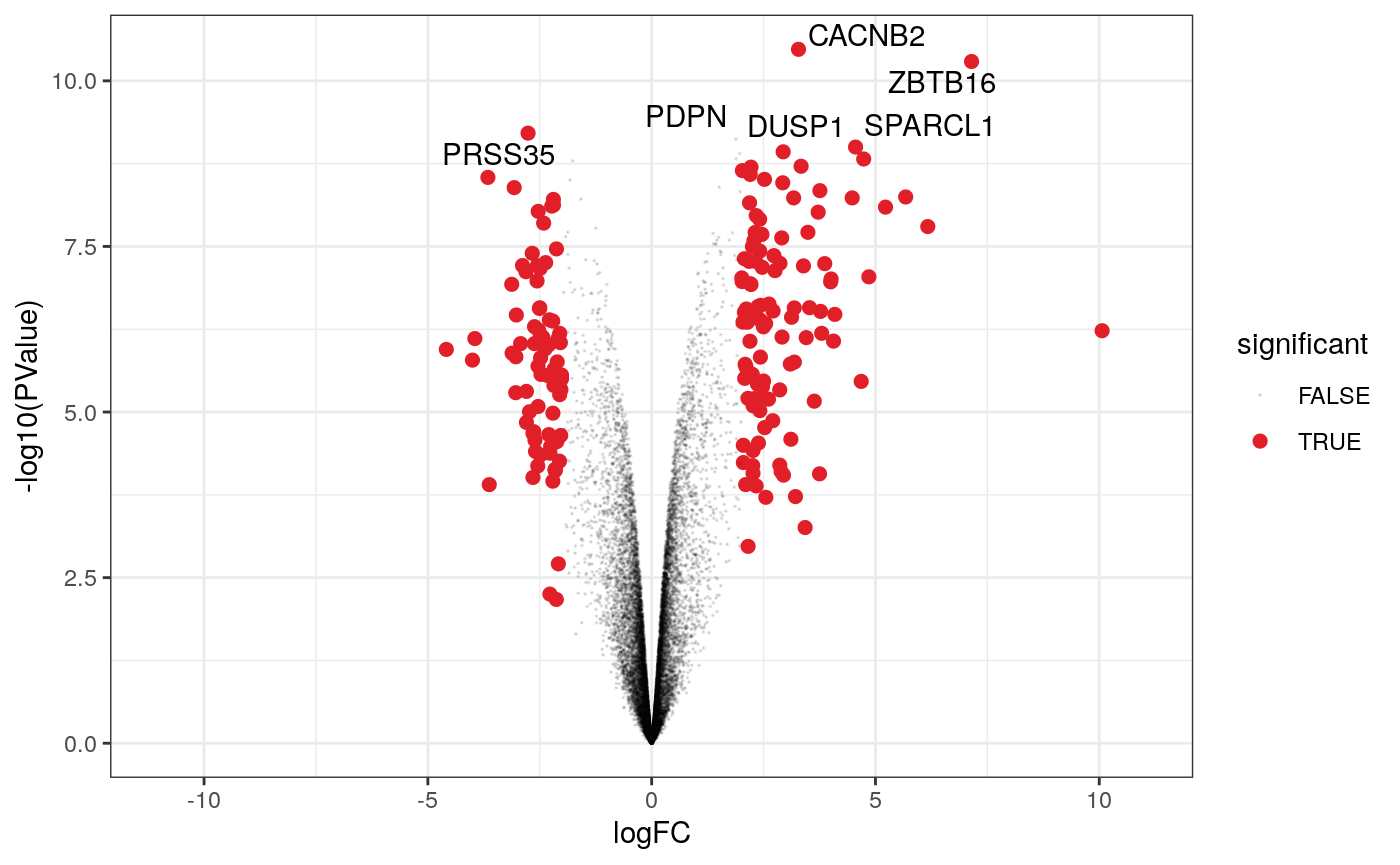 CACNB2
ZBTB16
PDPN
DUSP1
SPARCL1
PRSS35
10.0
7.5
5.0
2.5
0.0
-log10(PValue)
-10
-5
0
5
10
logFC
significant
FALSE
TRUE